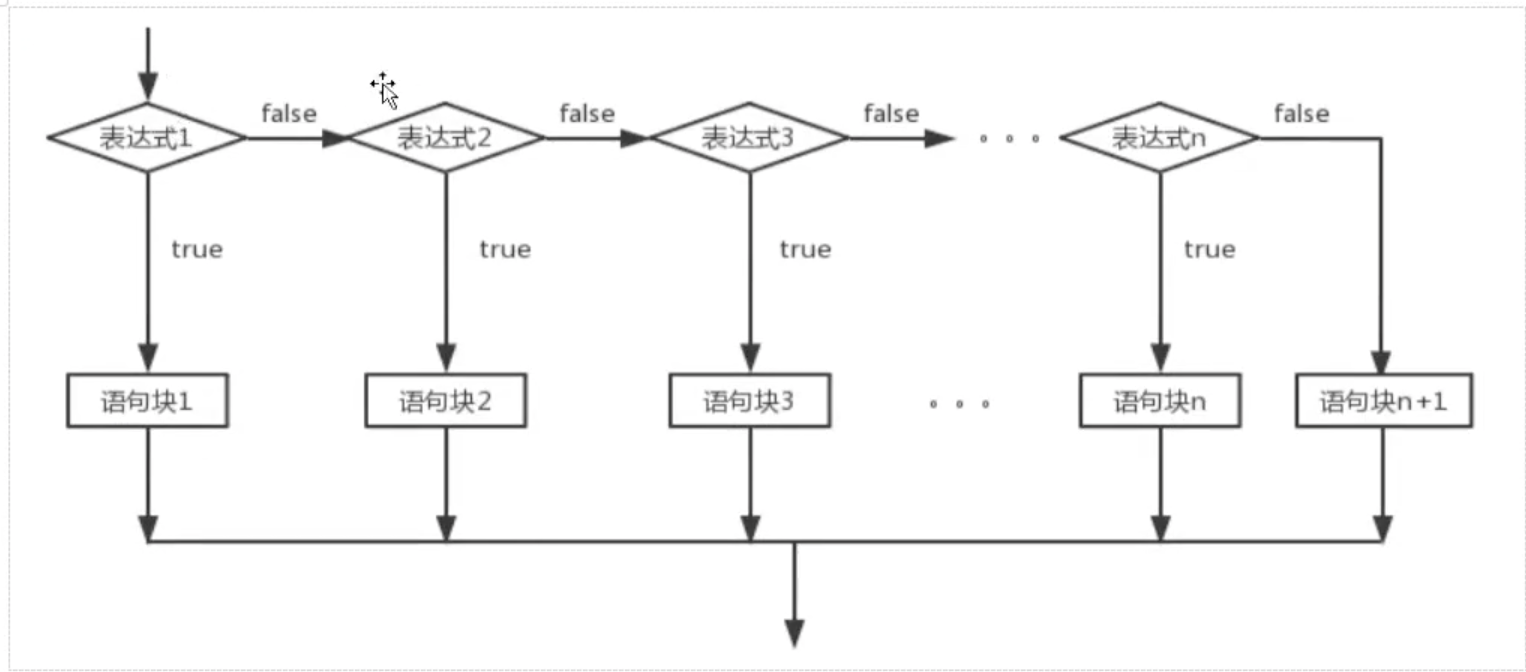 false
false
false
false
表达式1
表达式2
表达式3
。。。
表达式n
true
true
true
true
语句块1
语句块2
语句块3
。。。
语句块n
语句块n+1